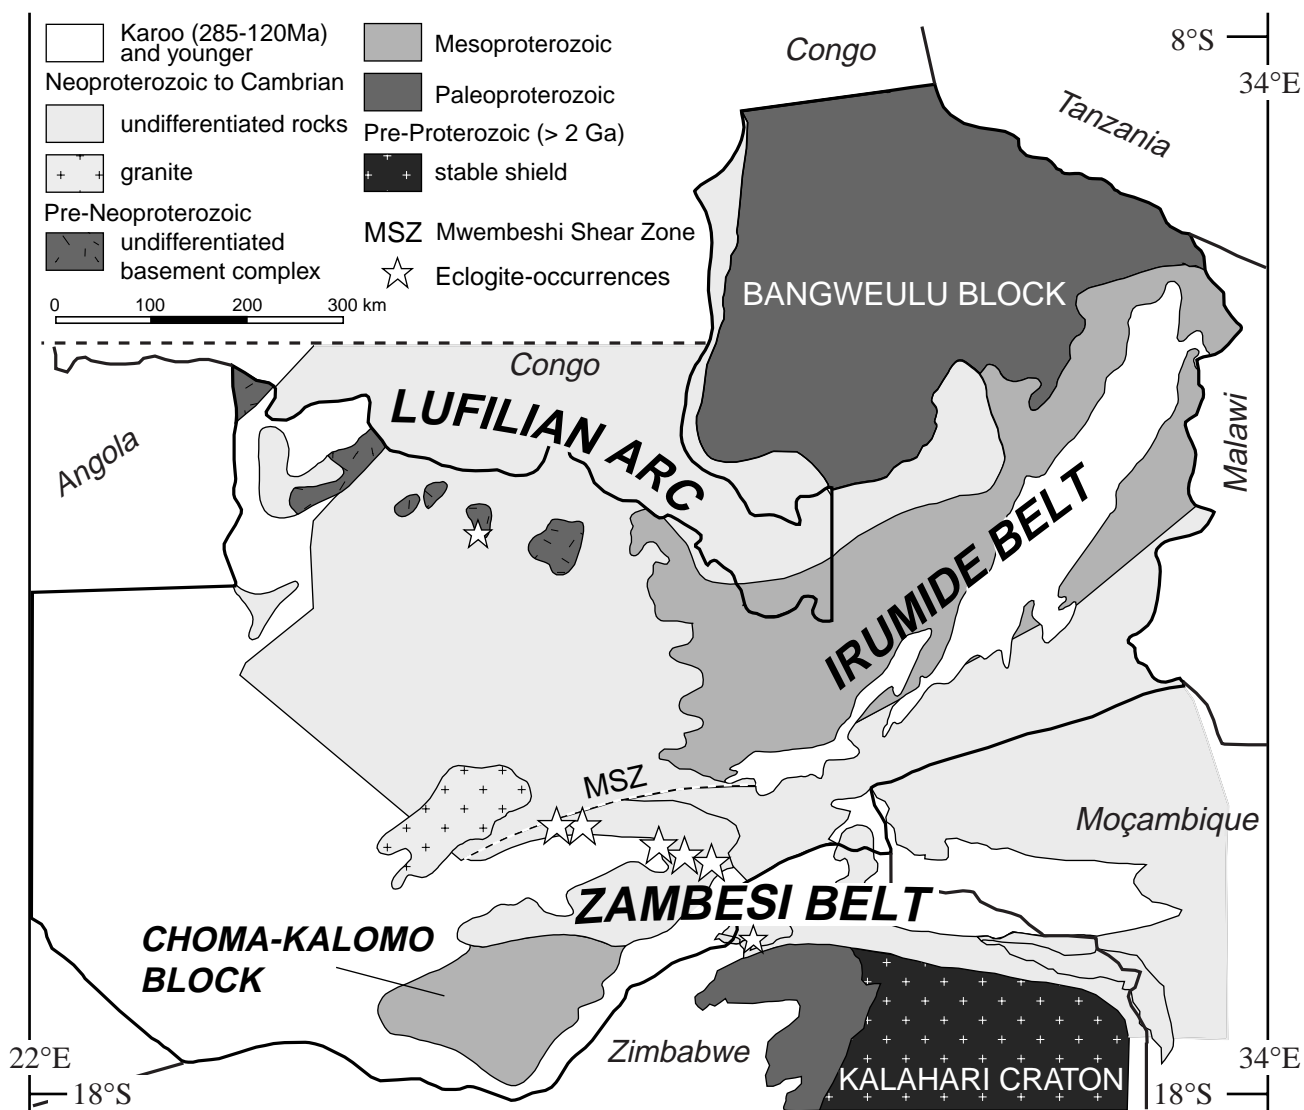 Karoo (285-120Ma)
and younger
Neoproterozoic to Cambrian
undifferentiated rocks
granite
Pre-Neoproterozoic
undifferentiated
basement complex
0 100 200 300 km
Mesoproterozoic
Paleoproterozoic
Pre-Proterozoic (> 2 Ga)
stable shield
MSZ Mwembeshi Shear Zone
Eclogite-occurrences
Congo
8°S
34°E
Tanzania
BANGWEULU BLOCK
Congo
LUFILIAN ARC
Angola
Malawi
IRUMIDE BELT
MSZ
Moçambique
ZAMBESI BELT
CHOMA-KALOMO
BLOCK
Zimbabwe
KALAHARI CRATON
22°E
18°S
34°E
18°S